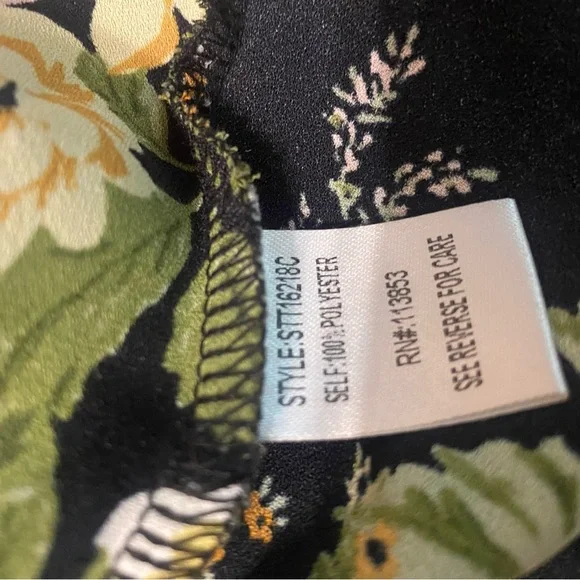 STYLE:ST716218C
SELF:100%POLYESTER
RN#:113853
SEE REVERSE FOR CARE